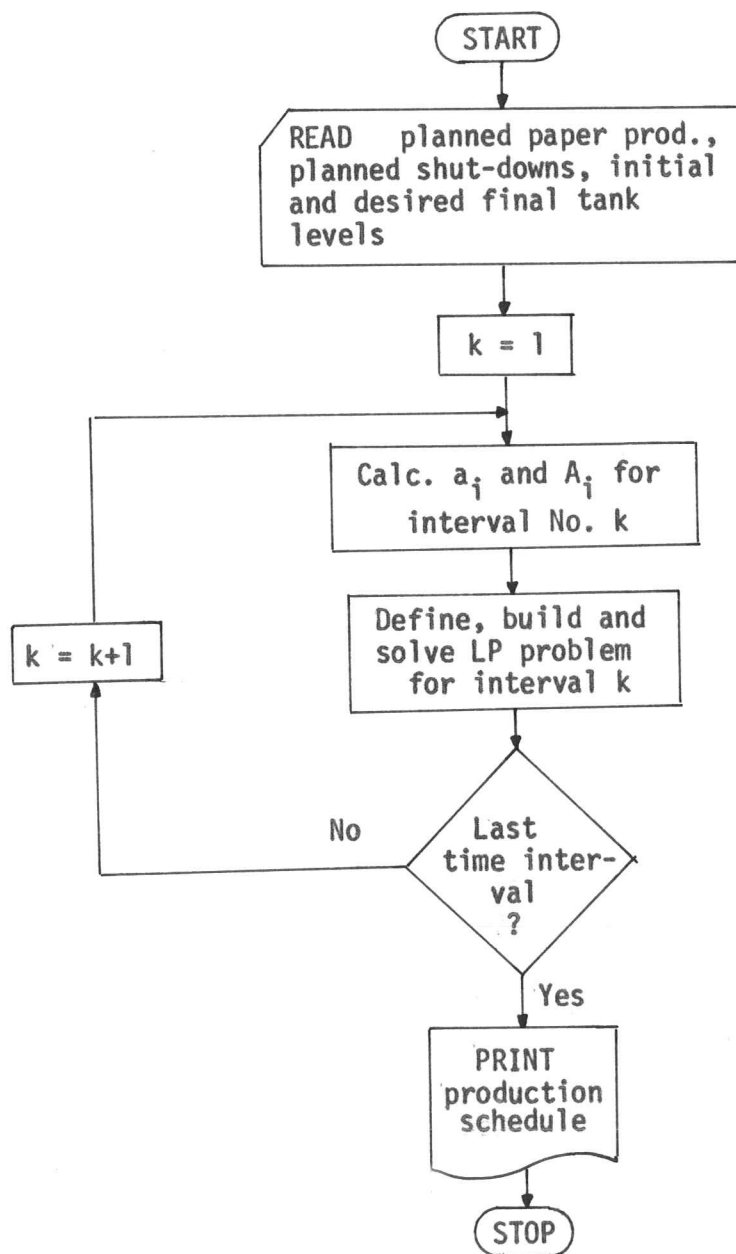 START
READ planned paper prod.,
planned shut-downs, initial
and desired final tank
levels
k = 1
Calc. aᵢ and Aᵢ for
interval No. k
Define, build and
solve LP problem
for interval k
k = k+1
No
Last
time inter-
val
?
Yes
PRINT
production
schedule
STOP